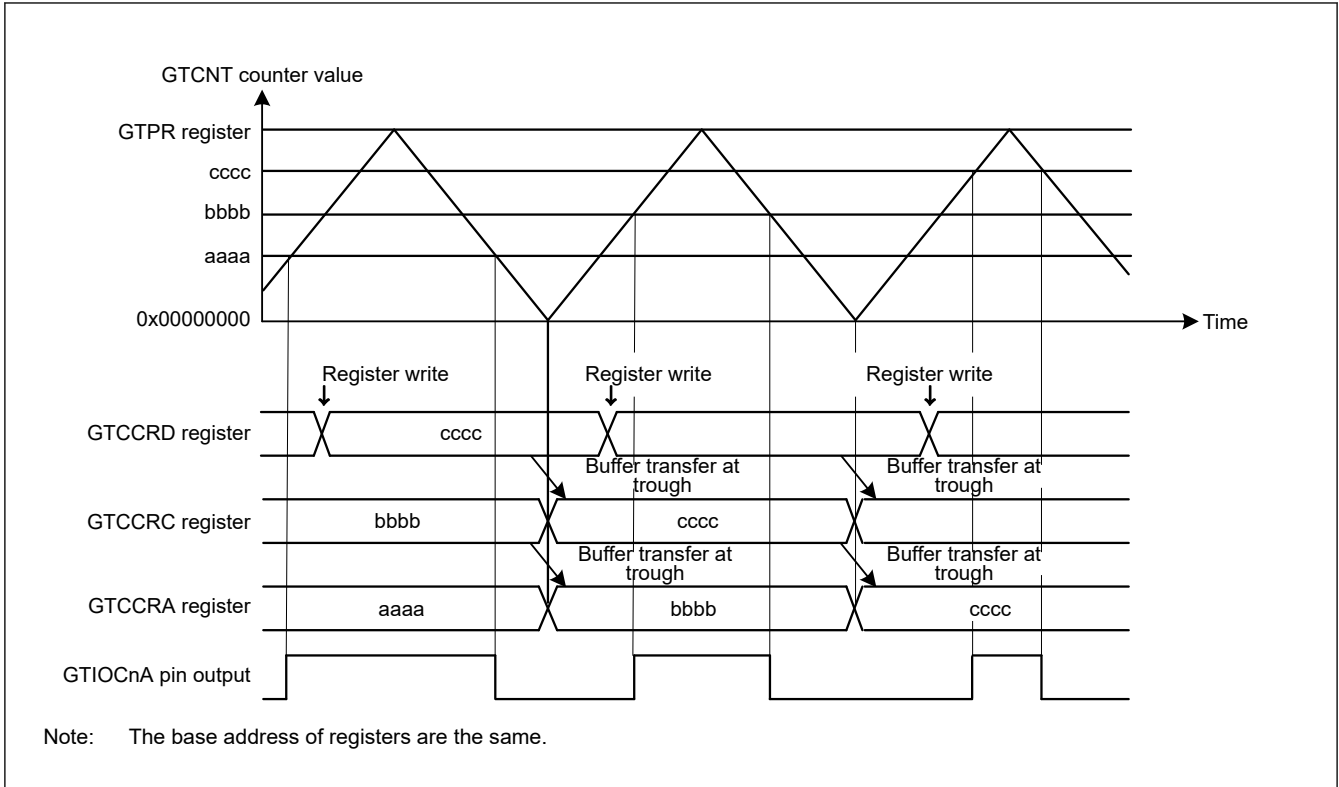 GTCNT counter value
GTPR register
cccc
bbbb
aaaa
0x00000000
Time
Register write
Register write
Register write
GTCCRD register
cccc
Buffer transfer at
trough
Buffer transfer at
trough
GTCCRC register
bbbb
cccc
Buffer transfer at
trough
Buffer transfer at
trough
GTCCRA register
aaaa
bbbb
cccc
GTIOCnA pin output
Note: The base address of registers are the same.